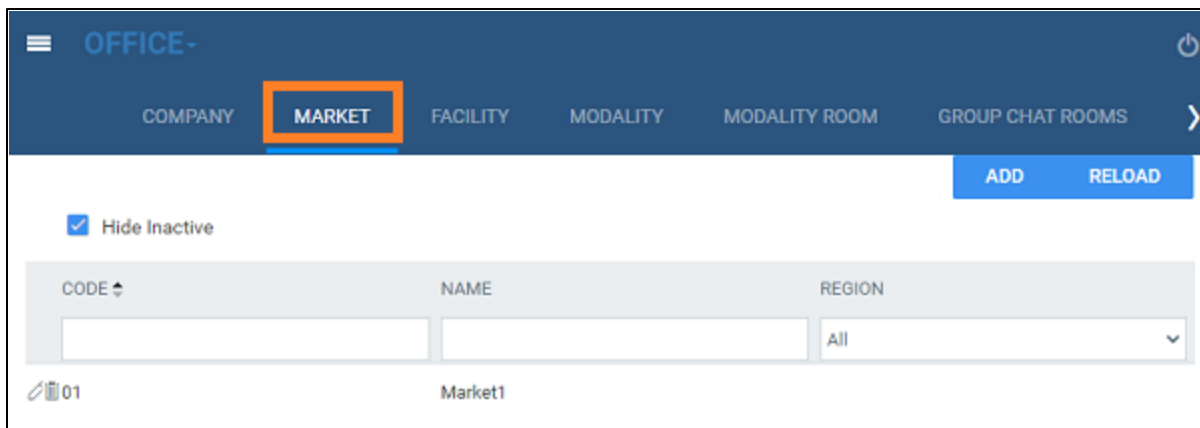 OFFICE
COMPANY MARKET FACILITY MODALITY MODALITY ROOM GROUP CHAT ROOMS
ADD RELOAD
Hide Inactive
CODE NAME REGION
All
01 Market1